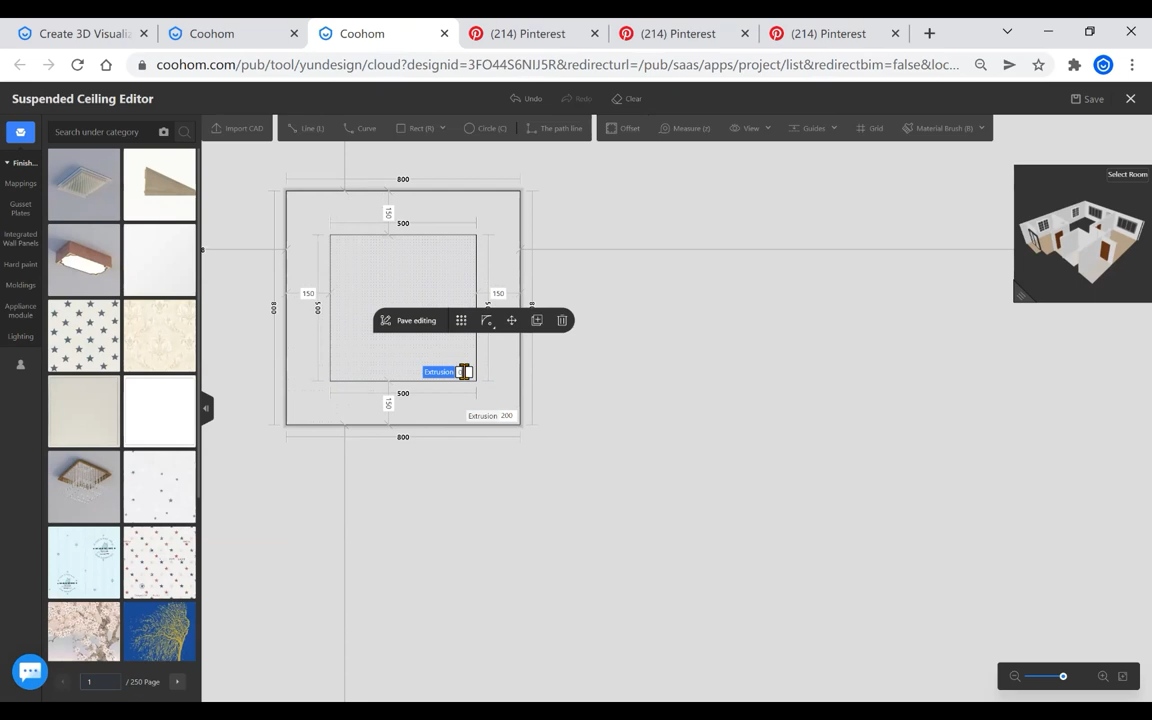 Create 3D Visualiz
Coohom
Coohom
(214) Pinterest
(214) Pinterest
(214) Pinterest
coohom.com/pub/tool/yundesign/cloud?designid=3FO44S6NIJ5R&redirecturl=/pub/saas/apps/project/list&redirectbim=false&loc...
Suspended Ceiling Editor
Undo
Redo
Clear
Save
Search under category
Import CAD
Line (L)
Curve
Rect (R)
Circle (C)
The path line
Offset
Measure (z)
View
Guides
Grid
Material Brush (B)
Finish...
Mappings
Gusset
Plates
Integrated
Wall Panels
Hard paint
Moldings
Appliance
module
Lighting
Select Room
800
150
500
8
150
150
800
500
Pave editing
Extrusion
500
150
Extrusion 200
800
1
/ 250 Page